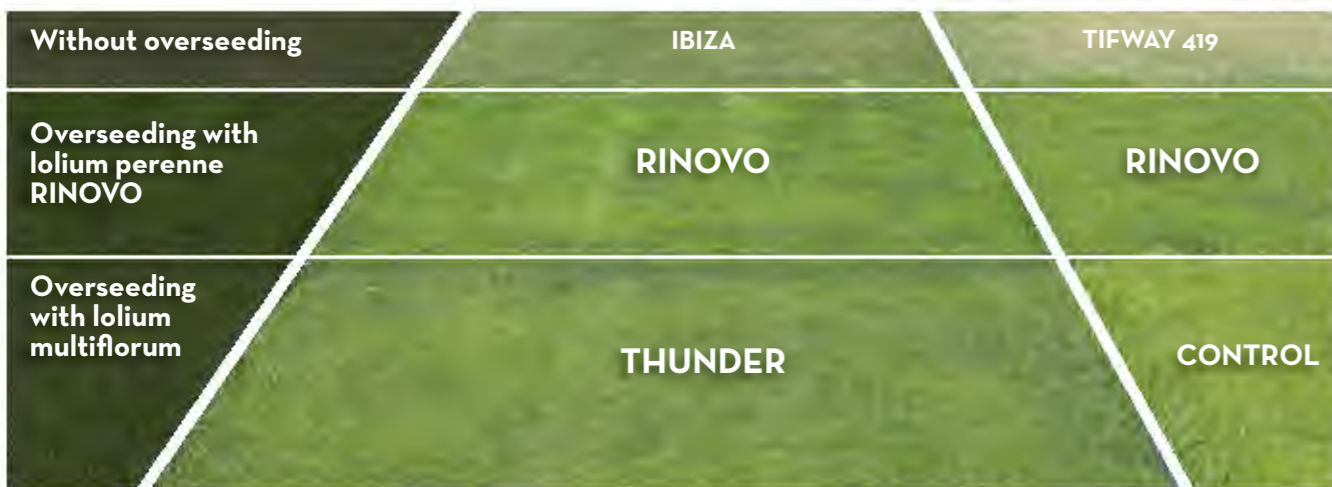 Without overseeding
IBIZA
TIFWAY 419
Overseeding with
lolium perenne
RINOVO
RINOVO
RINOVO
Overseeding
with lolium
multiflorum
THUNDER
CONTROL